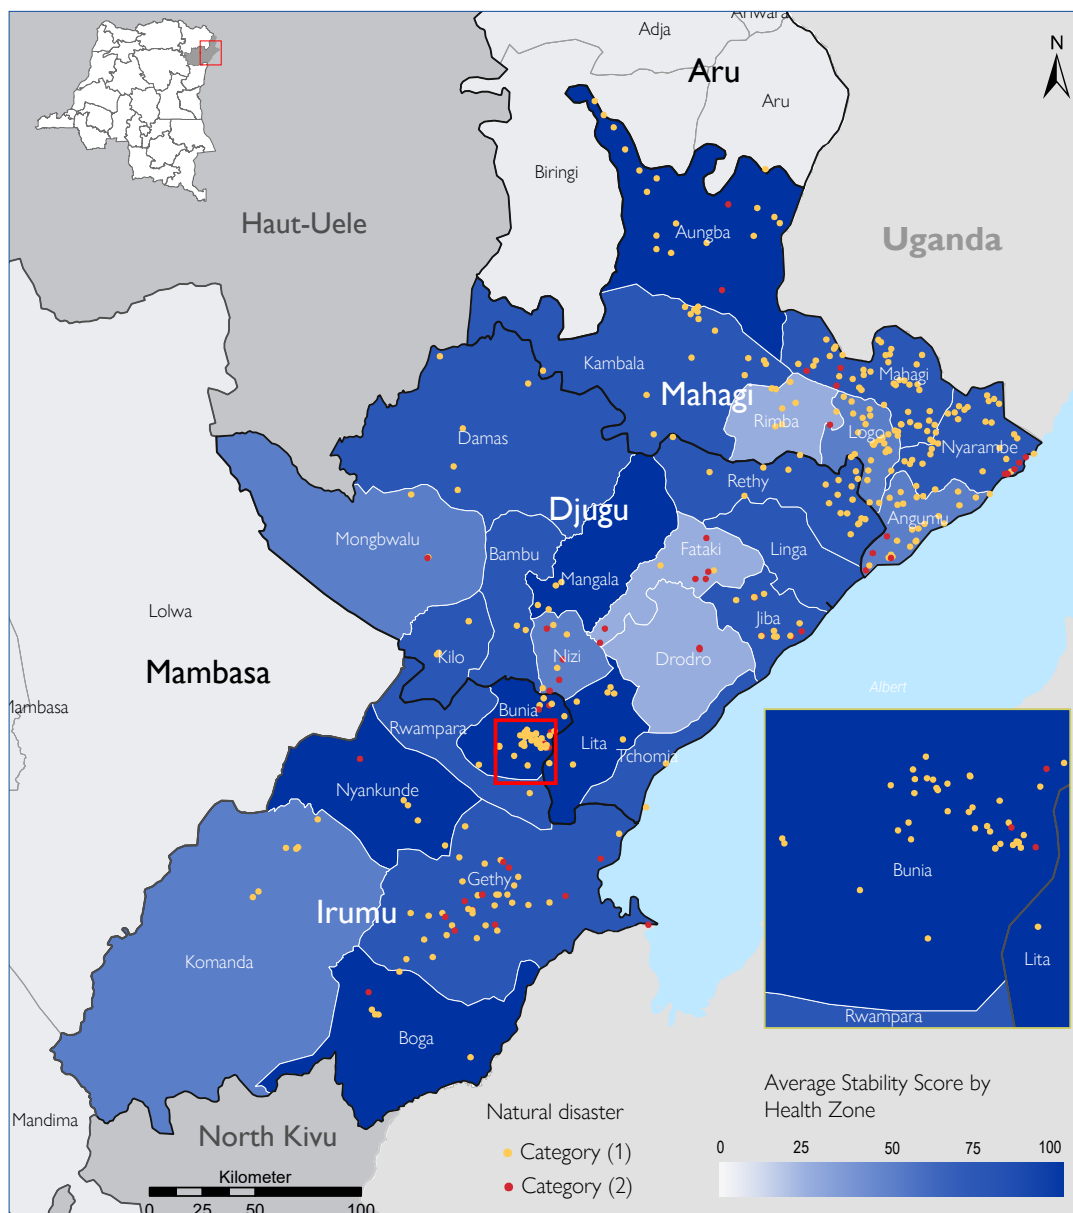 Adja
Ariwara
Aru
Aru
N
Biringi
Haut-Uele
Aungba
Uganda
Kambala
Mahagi
Mahagi
Rimba
Logo
Damas
Nyarambe
Rethy
Djugu
Angumu
Mongbwalu
Bambu
Fataki
Linga
Mangala
Lolwa
Jiba
Kilo
Nizi
Drodro
Mambasa
Albert
Mambasa
Bunia
Rwampara
Lita
Tchomia
Nyankunde
Bunia
Gethy
Irumu
Komanda
Lita
Rwampara
Boga
Average Stability Score by
Health Zone
Natural disaster
Mandima
North Kivu
Category (1)
0 25 50 75 100
Kilometer
Category (2)
0 25 50 100